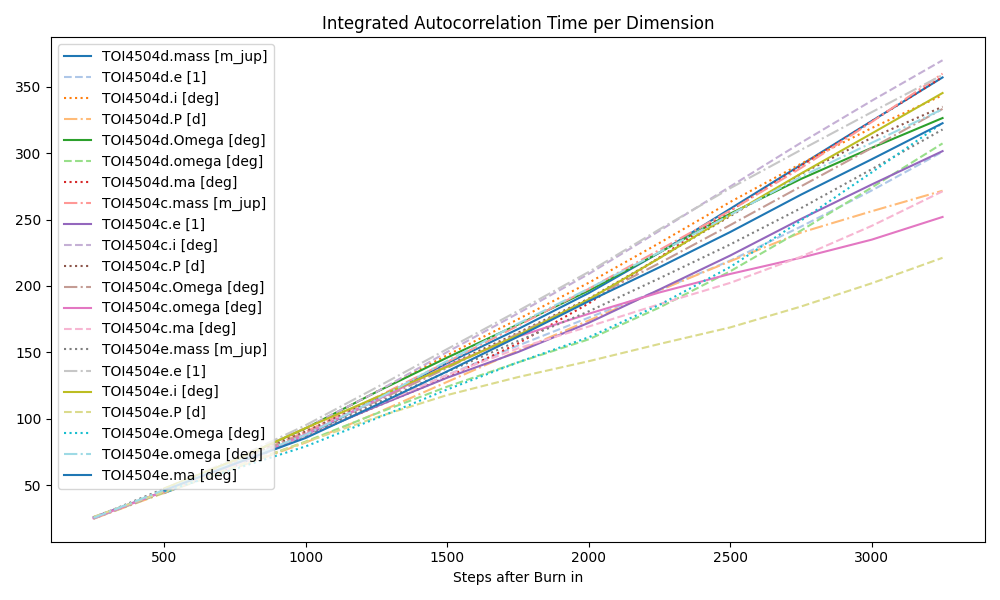 Integrated Autocorrelation Time per Dimension
TOI4504d.mass [m_jup]
TOI4504d.e [1]
TOI4504d.i [deg]
TOI4504d.P [d]
TOI4504d.Omega [deg]
TOI4504d.omega [deg]
TOI4504d.ma [deg]
TOI4504c.mass [m_jup]
TOI4504c.e [1]
TOI4504c.i [deg]
TOI4504c.P [d]
TOI4504c.Omega [deg]
TOI4504c.omega [deg]
TOI4504c.ma [deg]
TOI4504e.mass [m_jup]
TOI4504e.e [1]
TOI4504e.i [deg]
TOI4504e.P [d]
TOI4504e.Omega [deg]
TOI4504e.omega [deg]
TOI4504e.ma [deg]
350
300
250
200
150
100
50
500 1000 1500 2000 2500 3000
Steps after Burn in